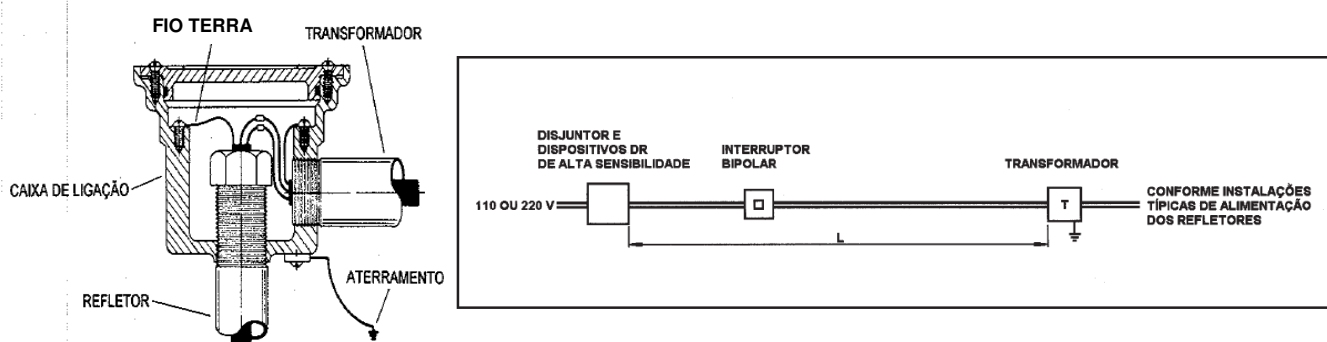 FIO TERRA
TRANSFORMADOR
CAIXA DE LIGAÇÃO
REFLETOR
ATERRAMENTO
DISJUNTOR E
DISPOSITIVOS DR
DE ALTA SENSIBILIDADE
INTERRUPTOR
BIPOLAR
TRANSFORMADOR
110 OU 220 V
T
CONFORME INSTALAÇÕES
TÍPICAS DE ALIMENTAÇÃO
DOS REFLETORES
L